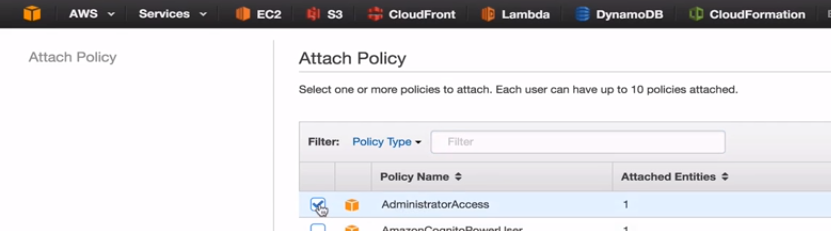 AWS Services EC2 S3 CloudFront Lambda DynamoDB CloudFormation
Attach Policy
Attach Policy
Select one or more policies to attach. Each user can have up to 10 policies attached.
Filter: Policy Type Filter
Policy Name Attached Entities
AdministratorAccess 1
AmazonCognitoPowerUser 1